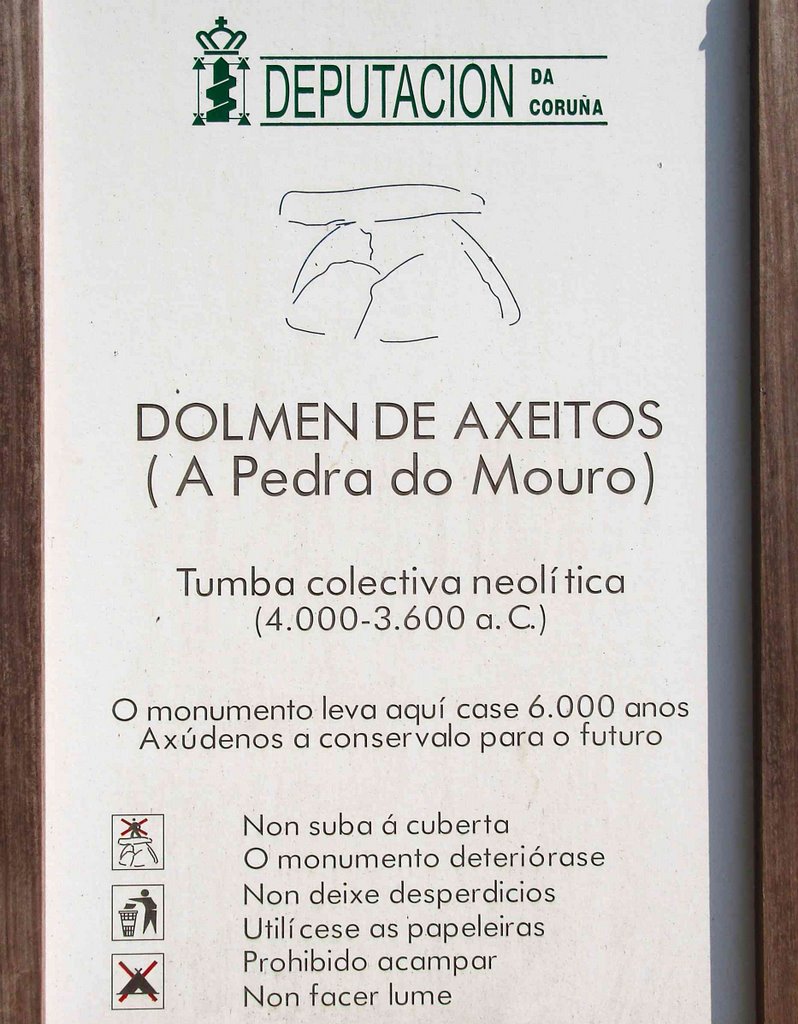 DEPUTACION DA CORUÑA
DOLMEN DE AXEITOS
( A Pedra do Mouro)
Tumba colectiva neolítica
(4.000-3.600 a. C.)
O monumento leva aquí case 6.000 anos
Axúdenos a conservalo para o futuro
Non suba á cuberta
O monumento deteriórase
Non deixe desperdicios
Utilícese as papeleiras
Prohibido acampar
Non facer lume